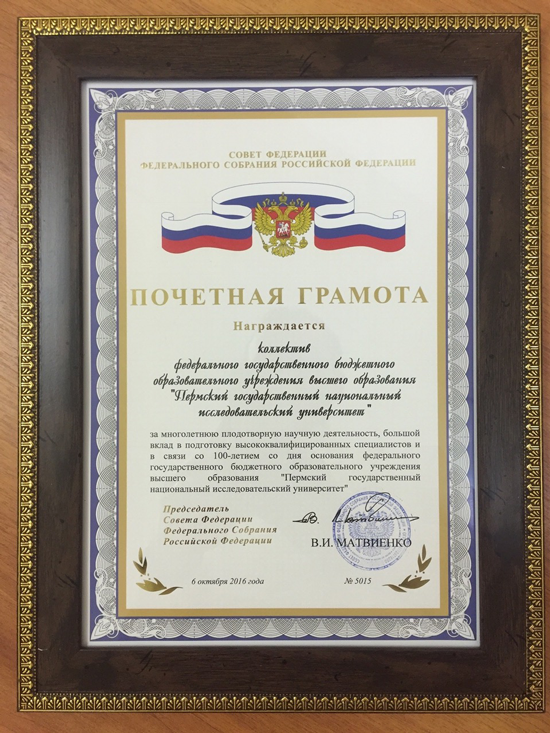 СОВЕТ ФЕДЕРАЦИИ
ФЕДЕРАЛЬНОГО СОБРАНИЯ РОССИЙСКОЙ ФЕДЕРАЦИИ
ПОЧЕТНАЯ ГРАМОТА
Награждается
коллектив
федерального государственного бюджетного
образовательного учреждения высшего образования
"Пермский государственный национальный
исследовательский университет"
за многолетнюю плодотворную научную деятельность, большой
вклад в подготовку высококвалифицированных специалистов и
в связи со 100-летием со дня основания федерального
государственного бюджетного образовательного учреждения
высшего образования "Пермский государственный
национальный исследовательский университет"
Председатель
Совета Федерации
Федерального Собрания
Российской Федерации
В.И. МАТВИЕНКО
6 октября 2016 года
№ 5015